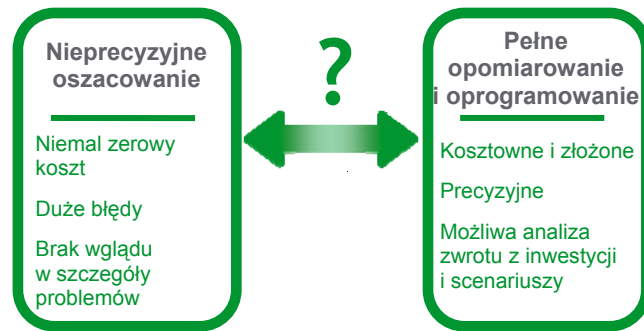 Nieprecyzyjne
oszacowanie
Niemal zerowy
koszt
Duże błędy
Brak wglądu
w szczegóły
problemów
?
Pełne
opomiarowanie
i oprogramowanie
Kosztowne i złożone
Precyzyjne
Możliwa analiza
zwrotu z inwestycji
i scenariuszy